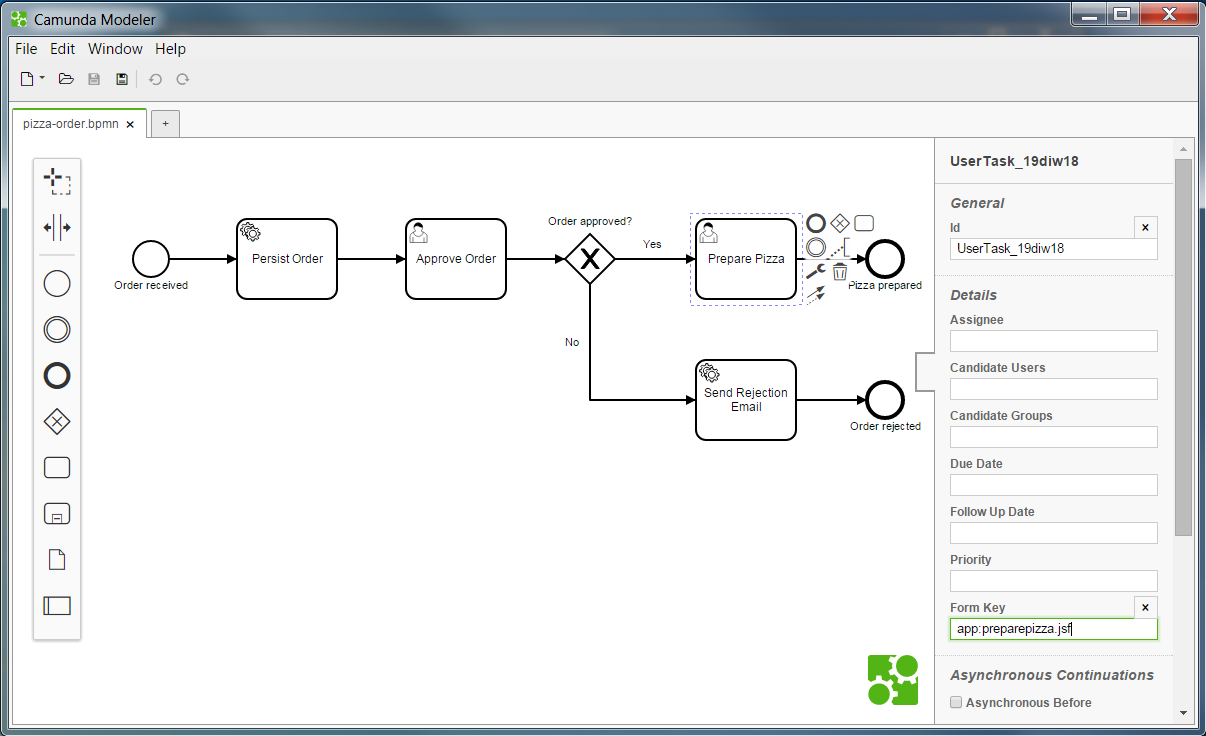 Camunda Modeler
File Edit Window Help
pizza-order.bpmn × +
Order received
Persist Order
Approve Order
Order approved?
Yes
No
Prepare Pizza
Pizza prepared
Send Rejection
Email
Order rejected
UserTask_19diw18
General
Id
UserTask_19diw18
Details
Assignee
Candidate Users
Candidate Groups
Due Date
Follow Up Date
Priority
Form Key
app:preparepizza.jsf
Asynchronous Continuations
Asynchronous Before